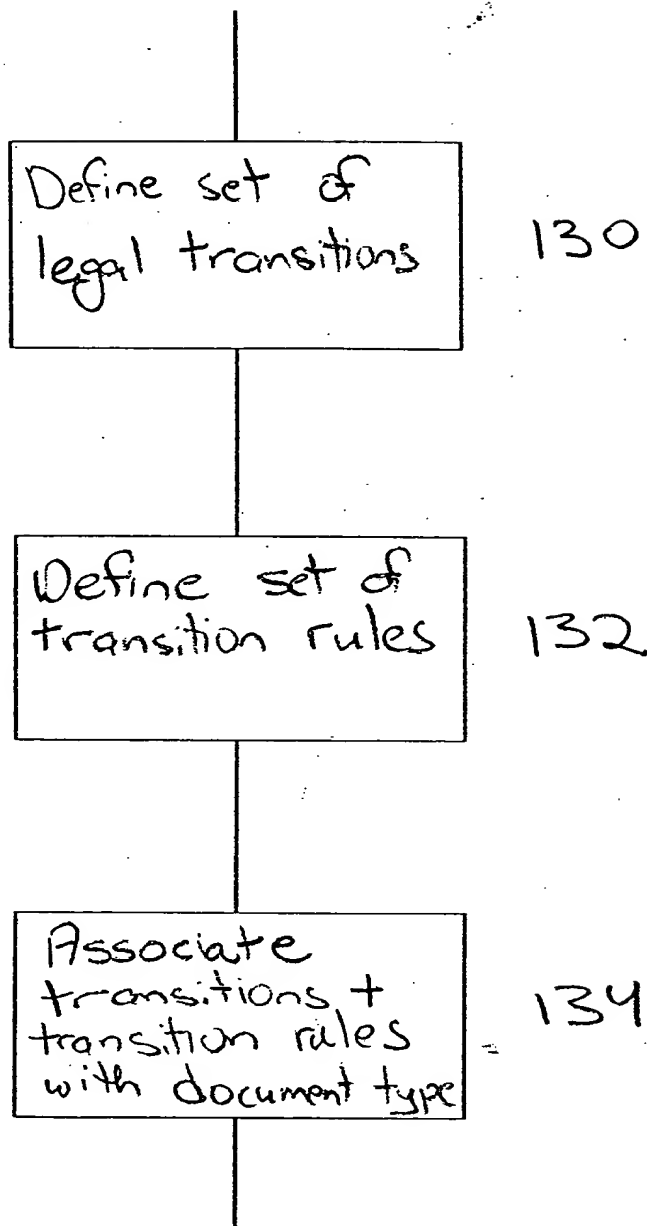 Define set of
legal transitions
130
Define set of
transition rules
132
Associate
transitions +
transition rules
with document type
134